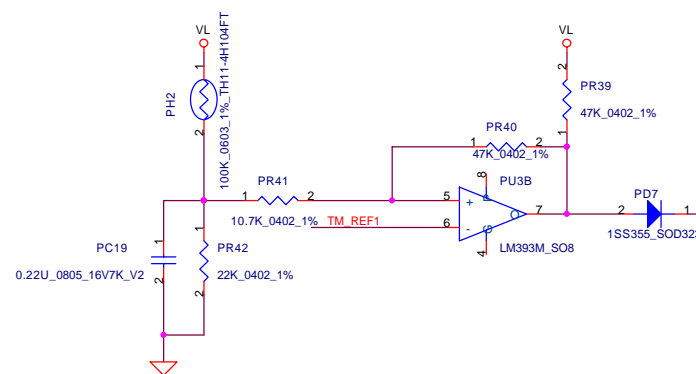 VL
1
PH2
2
100K_0603_1%_TH11-4H104FT
VL
2
PR39
47K_0402_1%
1
PR40
1
2
47K_0402_1%
PR41
1
2
10.7K_0402_1%
TM_REF1
8
PU3B
5
+
P
O
7
6
-
G
4
LM393M_SO8
PD7
2
1
1SS355_SOD323
1
PC19
2
0.22U_0805_16V7K_V2
1
PR42
22K_0402_1%
2